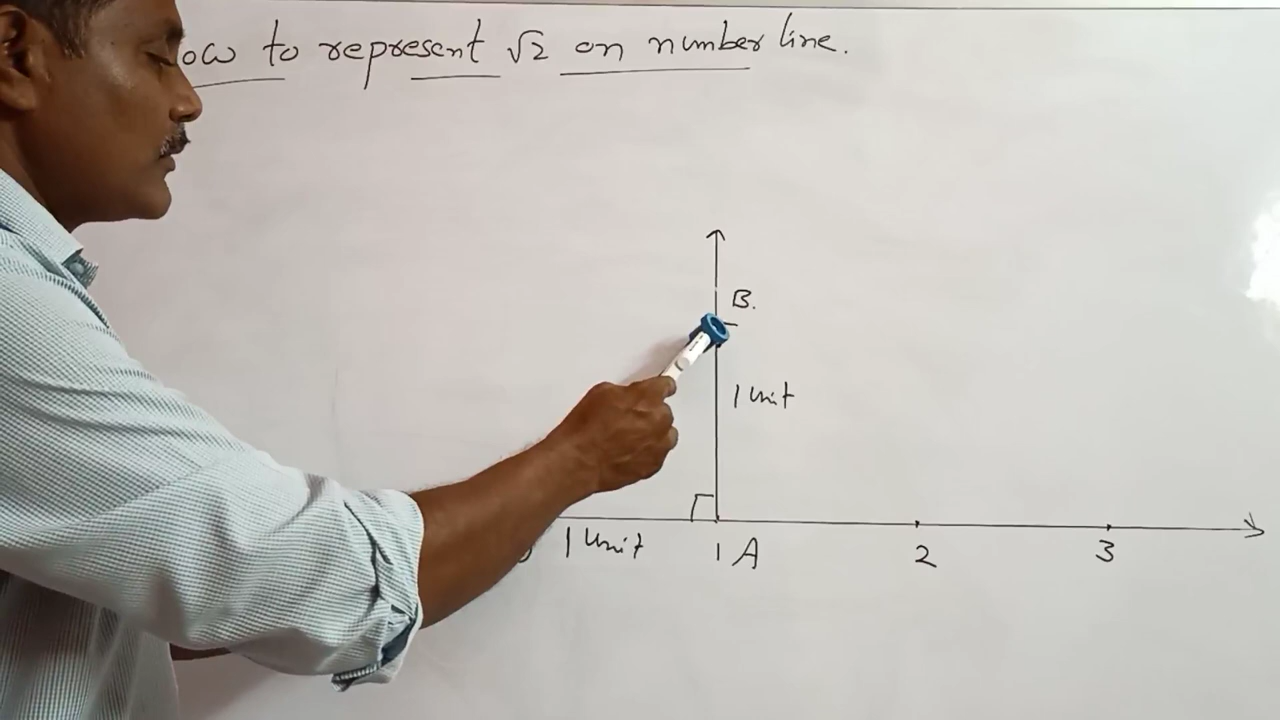 ow to represent √2 on number line.
B.
1 Unit
1 Unit 1 A 2 3